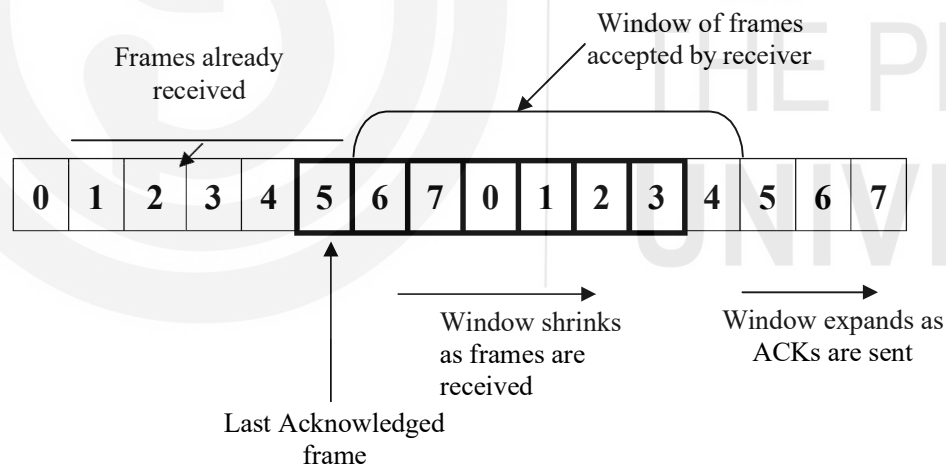 Window of frames
accepted by receiver
Frames already
received
THE P
UNIV
0 1 2 3 4 5 6 7 0 1 2 3 4 5 6 7
Window shrinks
as frames are
received
Window expands as
ACKs are sent
Last Acknowledged
frame